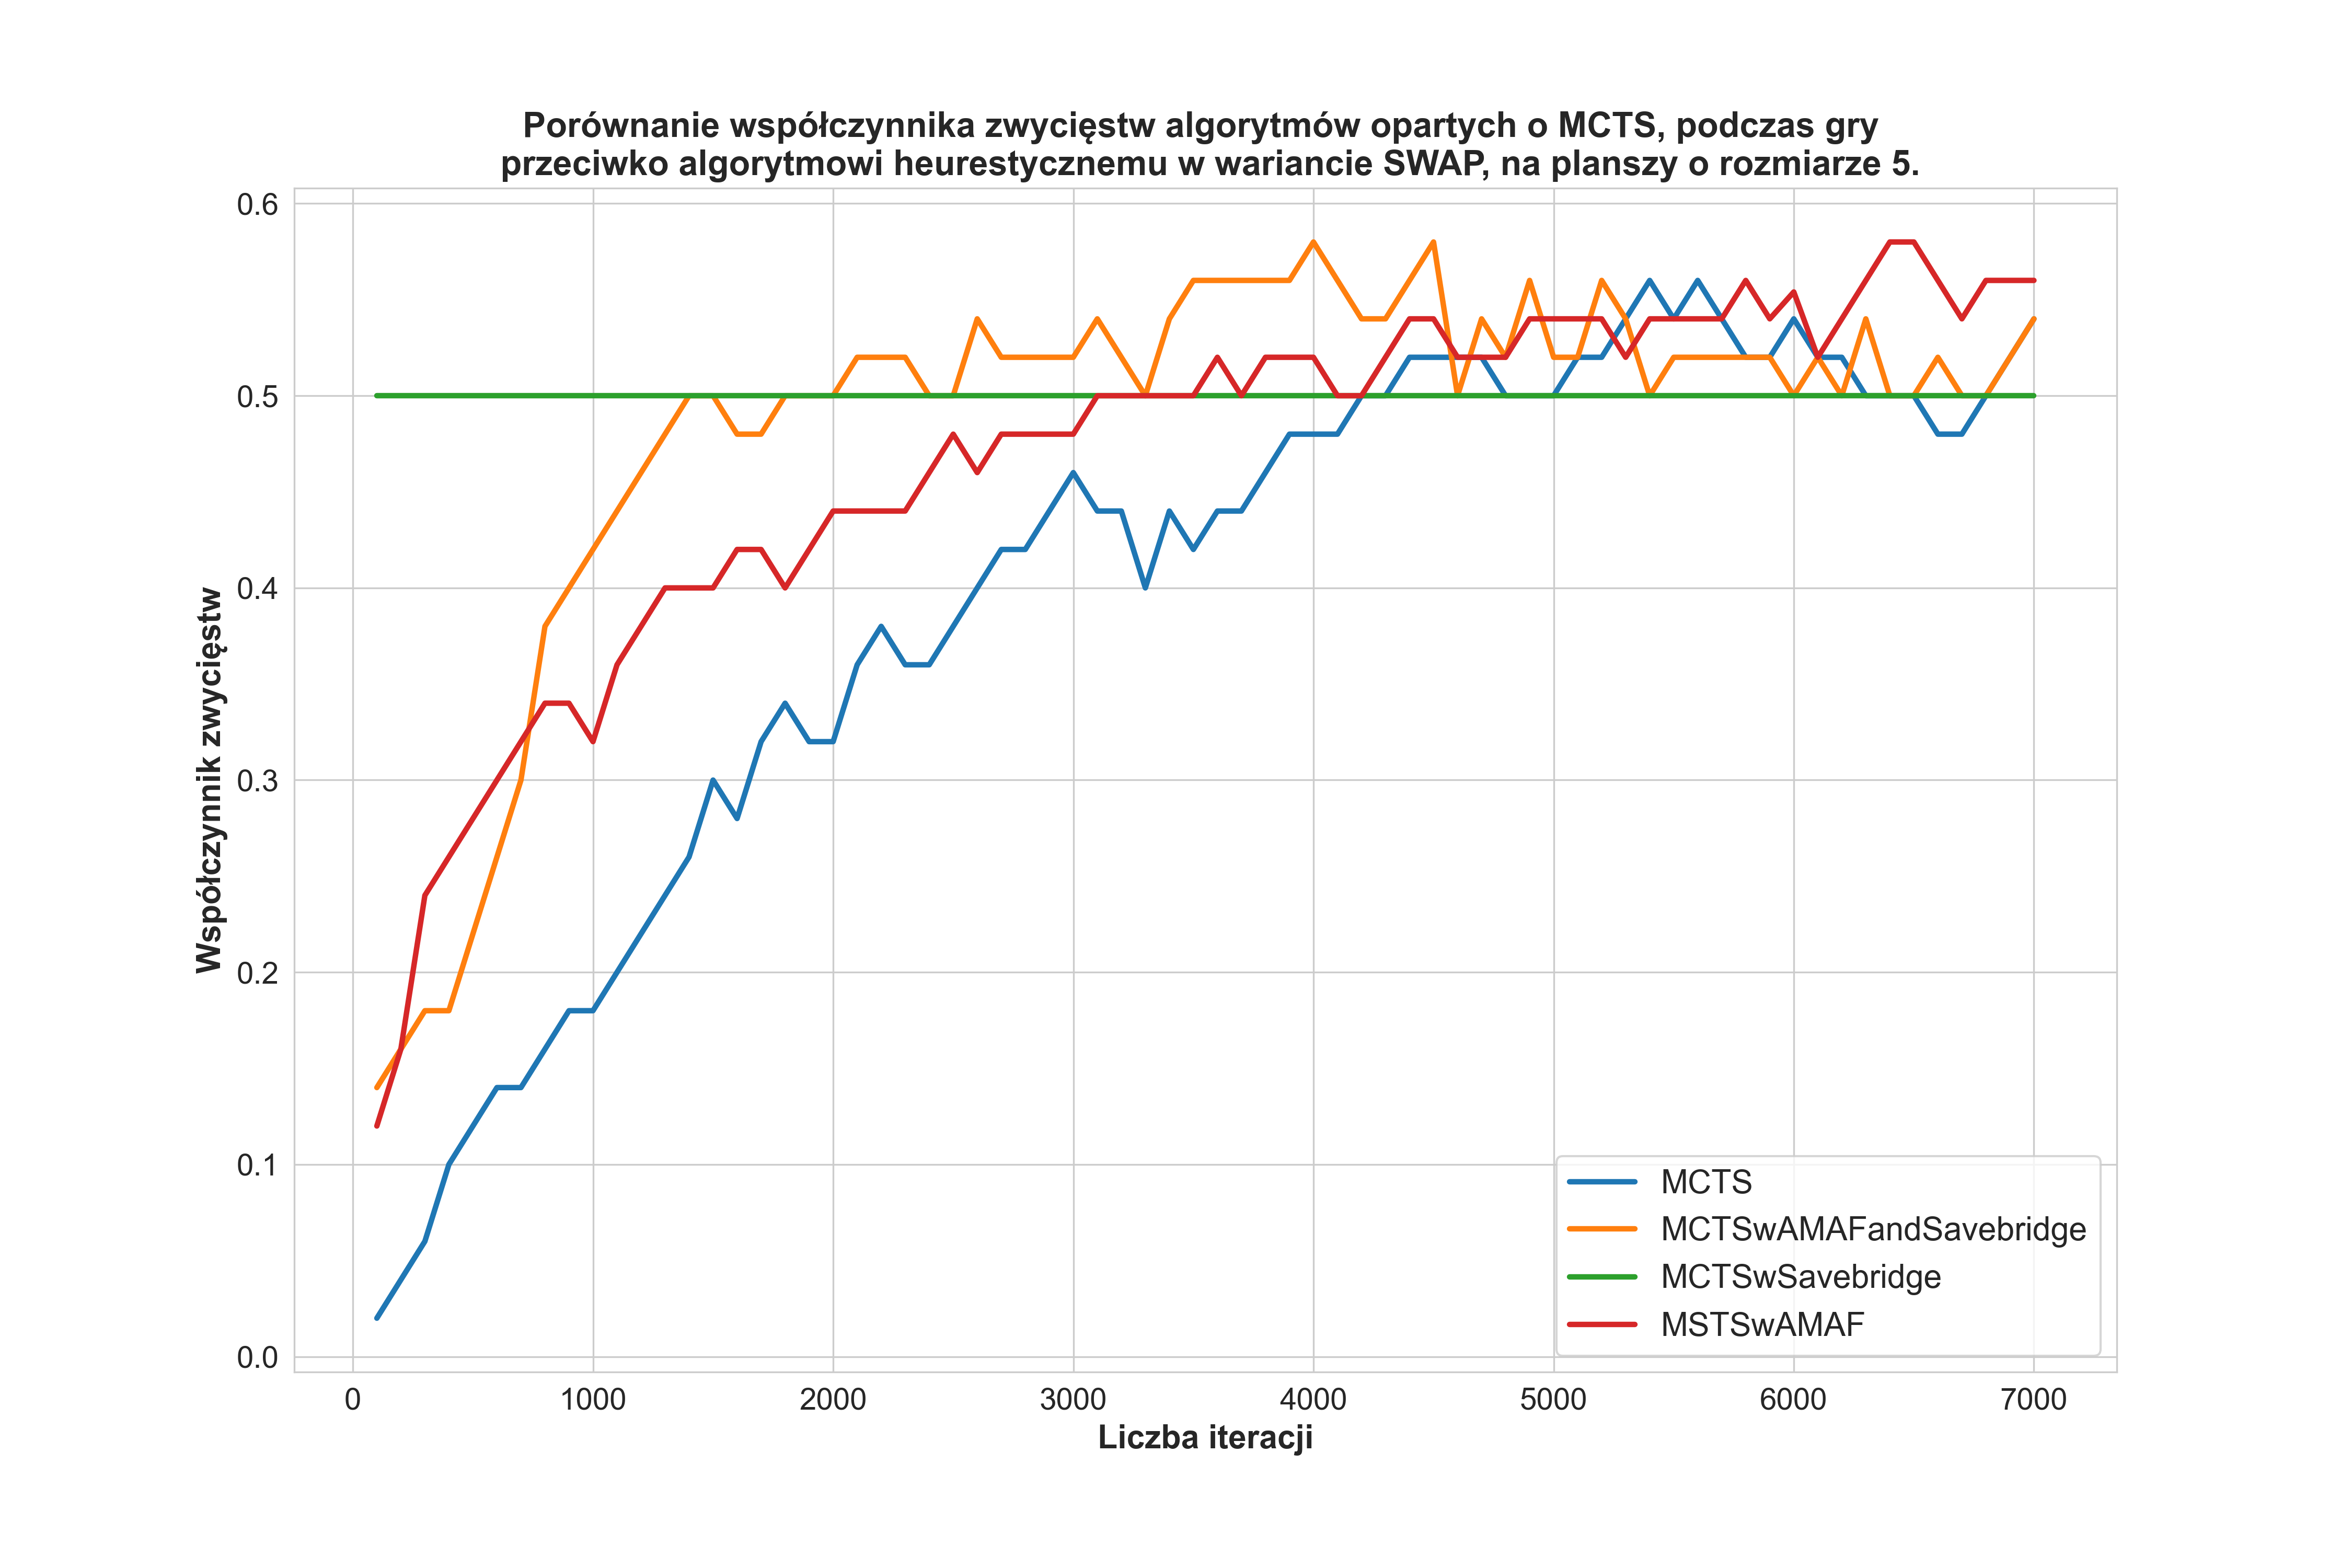 Porównanie współczynnika zwycięstw algorytmów opartych o MCTS, podczas gry
przeciwko algorytmowi heurestycznemu w wariancie SWAP, na planszy o rozmiarze 5.
0.6
0.5
0.4
0.3
0.2
0.1
0.0
Współczynnik zwycięstw
0 1000 2000 3000 4000 5000 6000 7000
Liczba iteracji
MCTS
MCTSwAMAFandSavebridge
MCTSwSavebridge
MSTSwAMAF